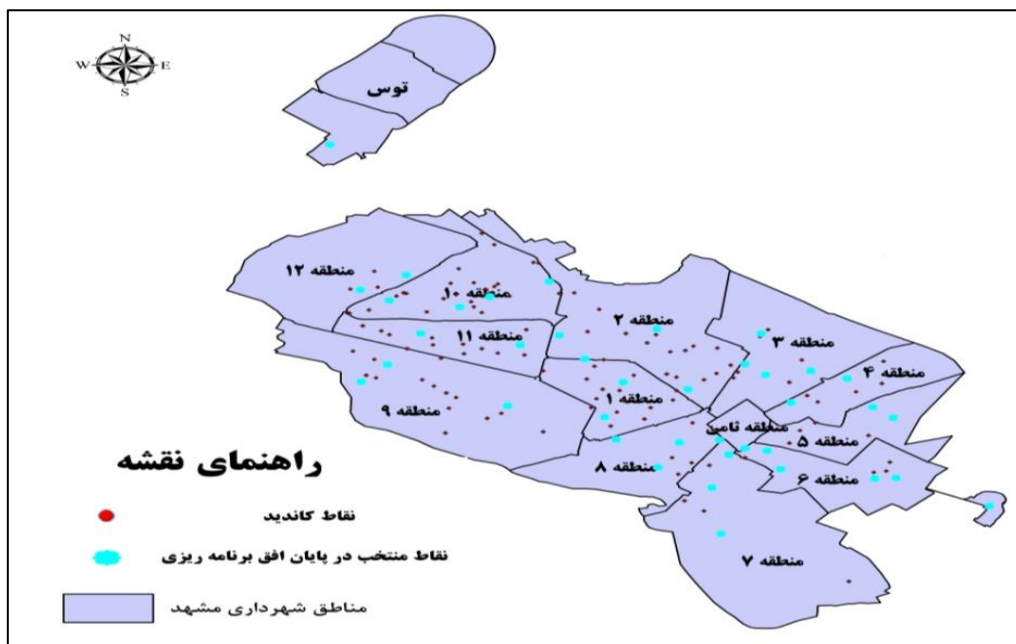 N
W E
S
توس
منطقه ۱۲
منطقه ۱۰
منطقه ۲
منطقه ۱۱
منطقه ۳
منطقه ۴
منطقه ۱
منطقه ۹
منطقه ثامن
منطقه ۵
منطقه ۸
منطقه ۶
منطقه ۷
راهنمای نقشه
نقاط کاندید
نقاط منتخب در پایان افق برنامه ریزی
مناطق شهرداری مشهد